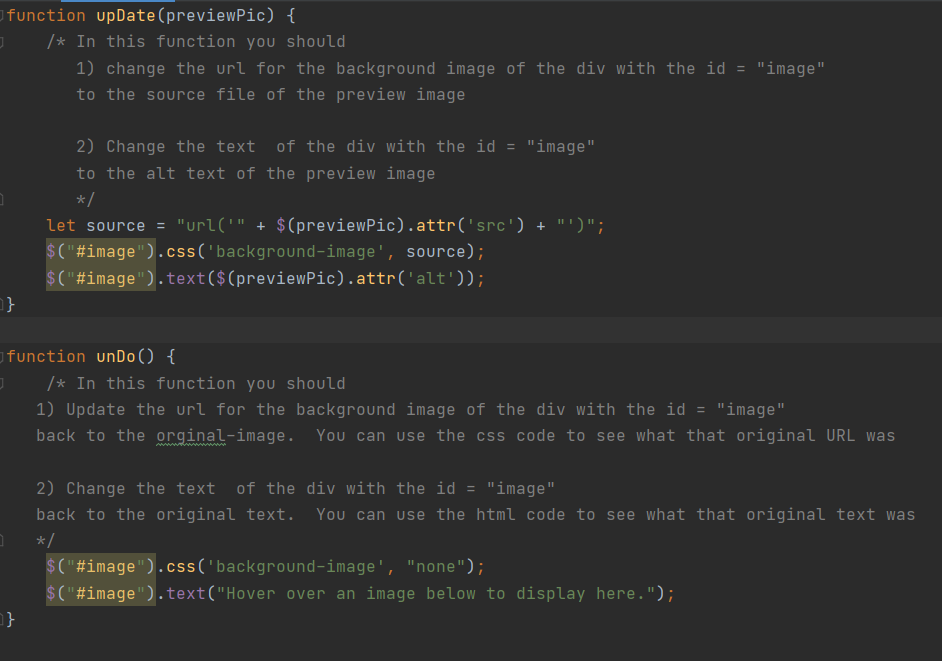 function upDate(previewPic) {
/* In this function you should
1) change the url for the background image of the div with the id = "image"
to the source file of the preview image
2) Change the text  of the div with the id = "image"
to the alt text of the preview image
*/
let source = "url('" + $(previewPic).attr('src') + "')";
$("#image").css('background-image', source);
$("#image").text($(previewPic).attr('alt'));
}
function unDo() {
/* In this function you should
1) Update the url for the background image of the div with the id = "image"
back to the orginal-image.  You can use the css code to see what that original URL was
2) Change the text  of the div with the id = "image"
back to the original text.  You can use the html code to see what that original text was
*/
$("#image").css('background-image', "none");
$("#image").text("Hover over an image below to display here.");
}